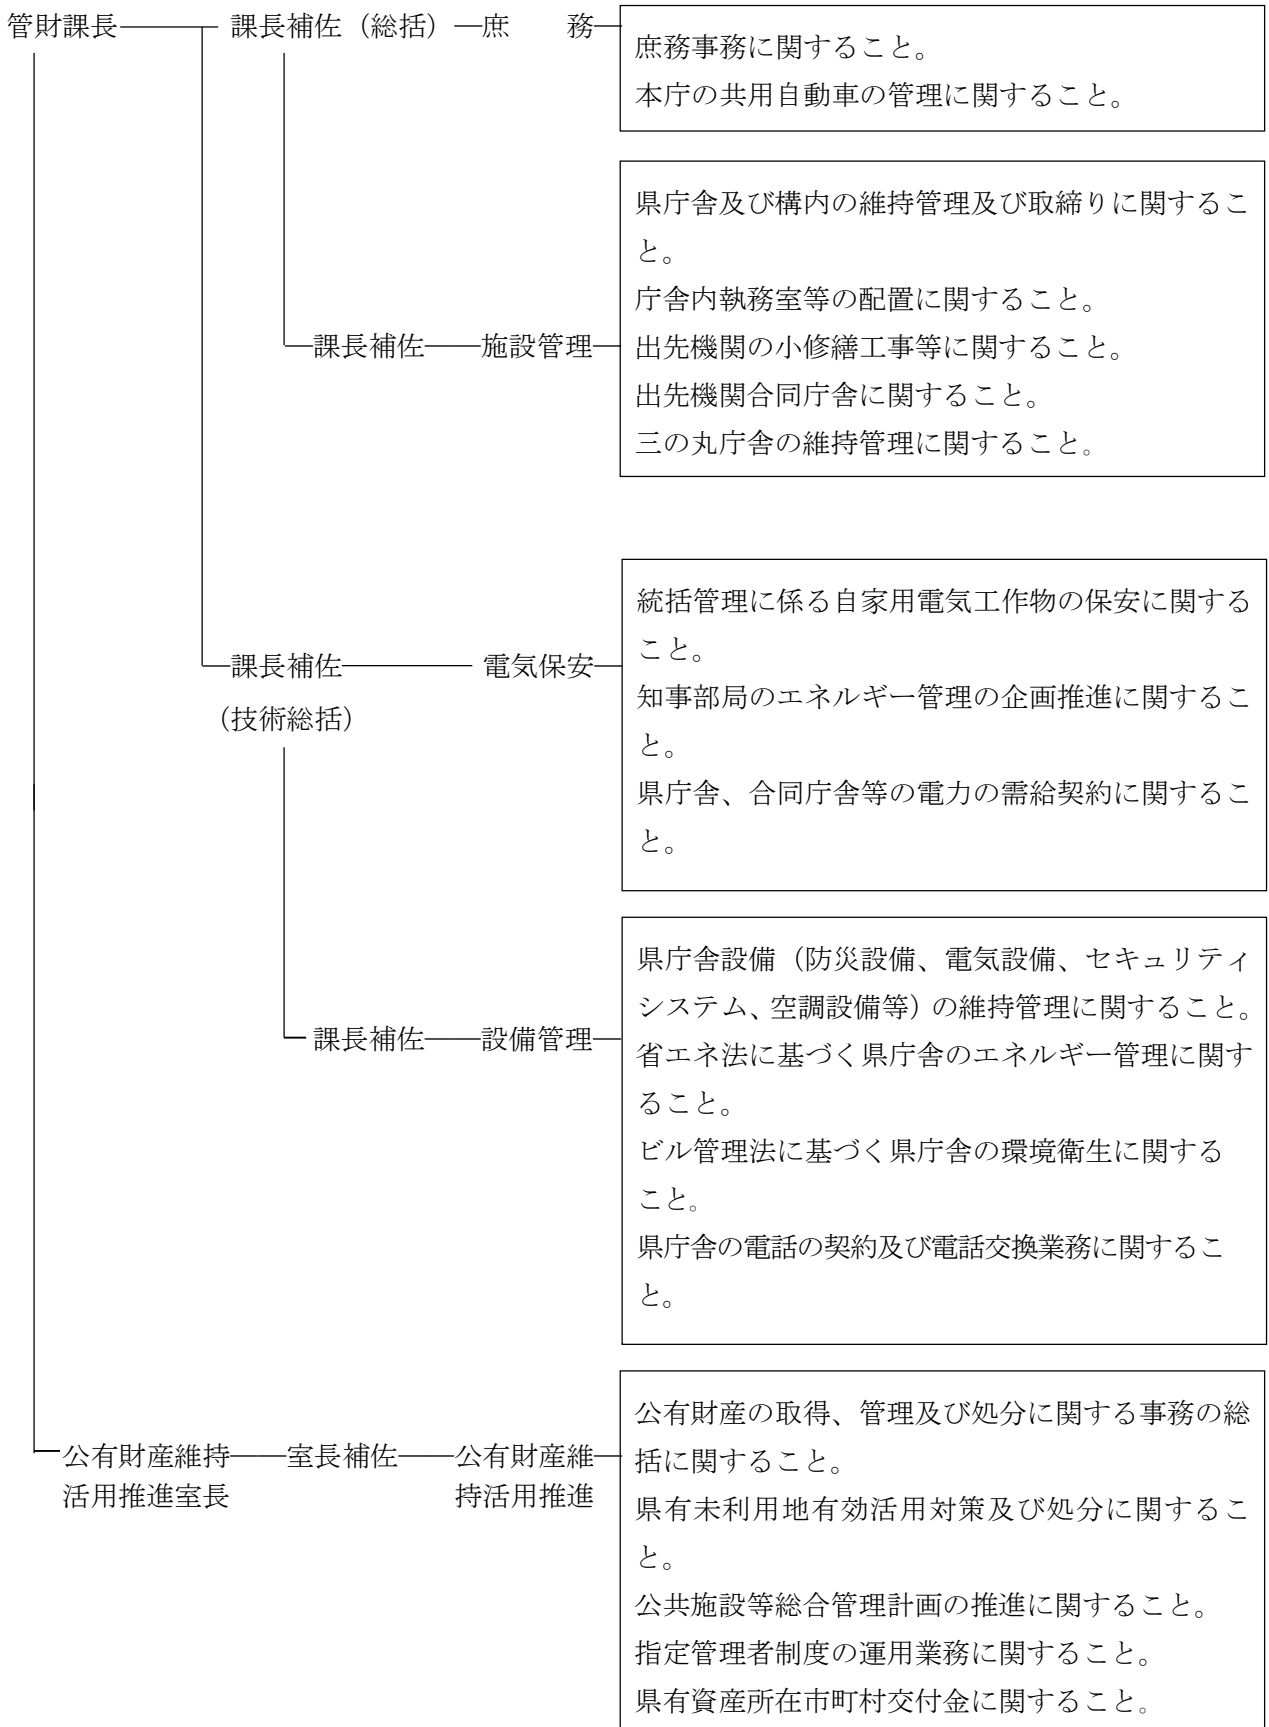 管財課長 課長補佐（総括） 庶　　務
庶務事務に関すること。
本庁の共用自動車の管理に関すること。
県庁舎及び構内の維持管理及び取締りに関するこ
と。
庁舎内執務室等の配置に関すること。
課長補佐 施設管理 出先機関の小修繕工事等に関すること。
出先機関合同庁舎に関すること。
三の丸庁舎の維持管理に関すること。
統括管理に係る自家用電気工作物の保安に関する
課長補佐 電気保安 こと。
（技術総括）
知事部局のエネルギー管理の企画推進に関するこ
と。
県庁舎、合同庁舎等の電力の需給契約に関するこ
と。
県庁舎設備（防災設備、電気設備、セキュリティ
システム、空調設備等）の維持管理に関すること。
課長補佐 設備管理 省エネ法に基づく県庁舎のエネルギー管理に関す
ること。
ビル管理法に基づく県庁舎の環境衛生に関する
こと。
県庁舎の電話の契約及び電話交換業務に関するこ
と。
公有財産維持
活用推進室長
室長補佐
公有財産維
持活用推進
公有財産の取得、管理及び処分に関する事務の総
括に関すること。
県有未利用地有効活用対策及び処分に関するこ
と。
公共施設等総合管理計画の推進に関すること。
指定管理者制度の運用業務に関すること。
県有資産所在市町村交付金に関すること。